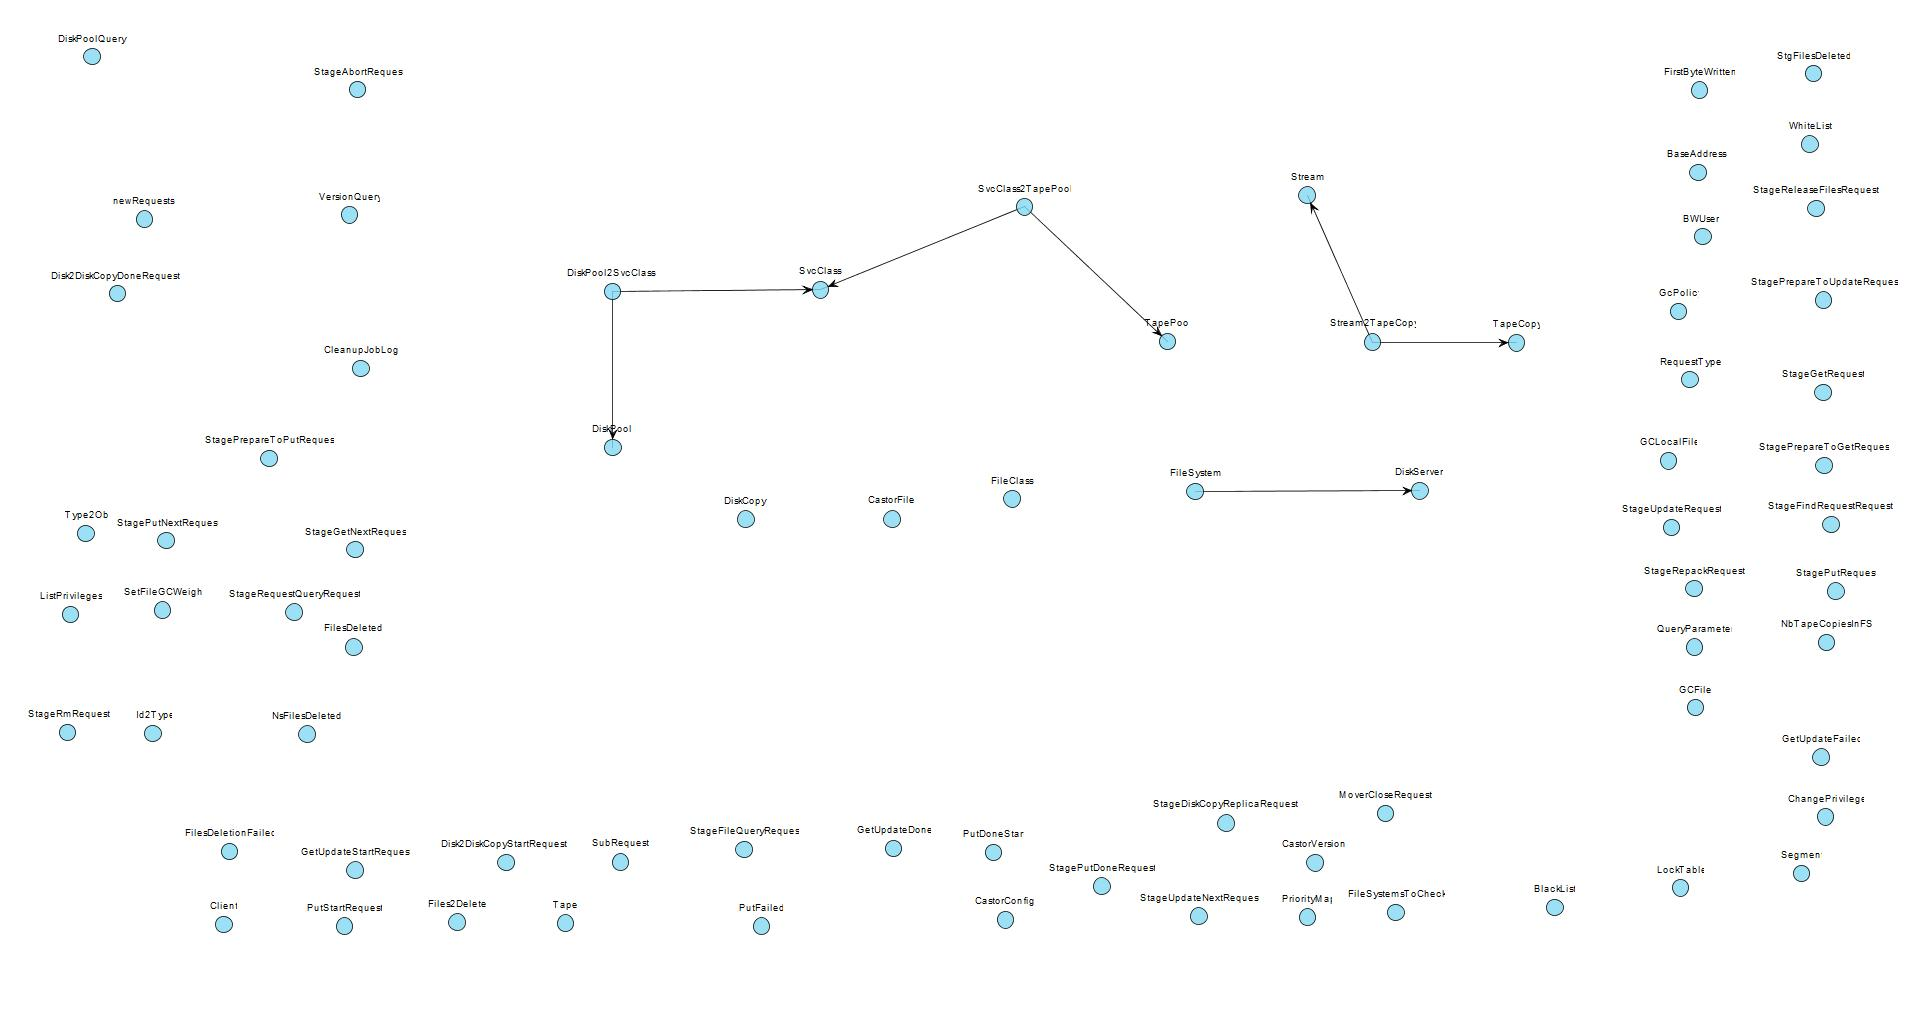 DiskPoolQuery
StageAbortReques
StgFilesDeleted
FirstByteWritten
WhiteList
BaseAddress
Stream
SvcClass2TapePool
StageReleaseFilesRequest
newRequests
VersionQuery
BWUser
Disk2DiskCopyDoneRequest
DiskPool2SvcClass
SvcClass
StagePrepareToUpdateReques
GcPolic
TapePoo
Stream2TapeCopy
TapeCopy
CleanupJobLog
RequestType
StageGetRequest
DiskPool
StagePrepareToPutReques
GCLocalFile
StagePrepareToGetReques
FileSystem
DiskServer
FileClass
DiskCopy
CastorFile
StageUpdateRequest
StageFindRequestRequest
Type2Ob
StagePutNextReques
StageGetNextReques
StageRepackRequest
StagePutReques
ListPrivileges
SetFileGCWeigh
StageRequestQueryRequest
FilesDeleted
QueryParameter
NbTapeCopiesInFS
GCFile
StageRmRequest
Id2Type
NsFilesDeleted
GetUpdateFailed
MoverCloseRequest
ChangePrivilege
StageDiskCopyReplicaRequest
FilesDeletionFailed
StageFileQueryReques
GetUpdateDone
PutDoneStar
GetUpdateStartReques
Disk2DiskCopyStartRequest
SubRequest
CastorVersion
Segmen
StagePutDoneRequest
LockTable
BlackList
FileSystemsToCheck
StageUpdateNextReques
PriorityMap
CastorConfig
Client
PutStartRequest
Files2Delete
Tape
PutFailed